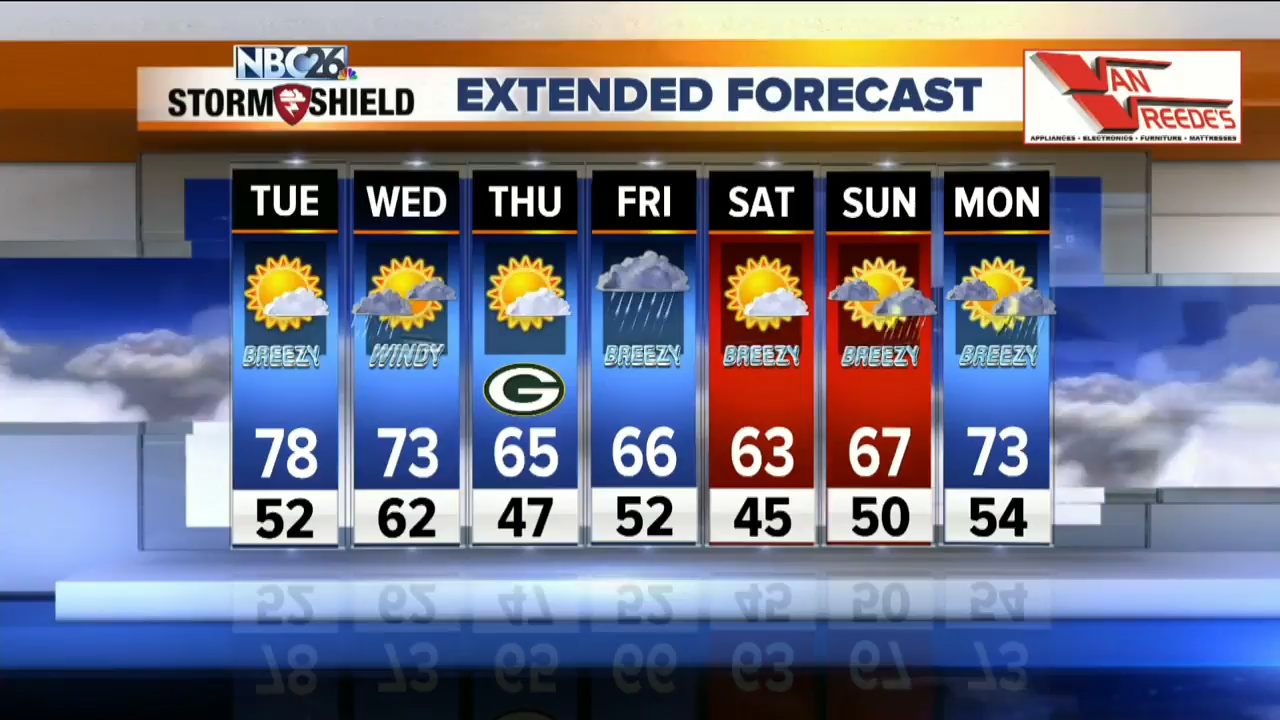 NBC26
STORM SHIELD
EXTENDED FORECAST
VAN
VREEDE'S
APPLIANCES • ELECTRONICS • FURNITURE • MATTRESSES
TUE WED THU FRI SAT SUN MON
BREEZY WINDY BREEZY BREEZY BREEZY BREEZY
G
78 73 65 66 63 67 73
52 62 47 52 45 50 54